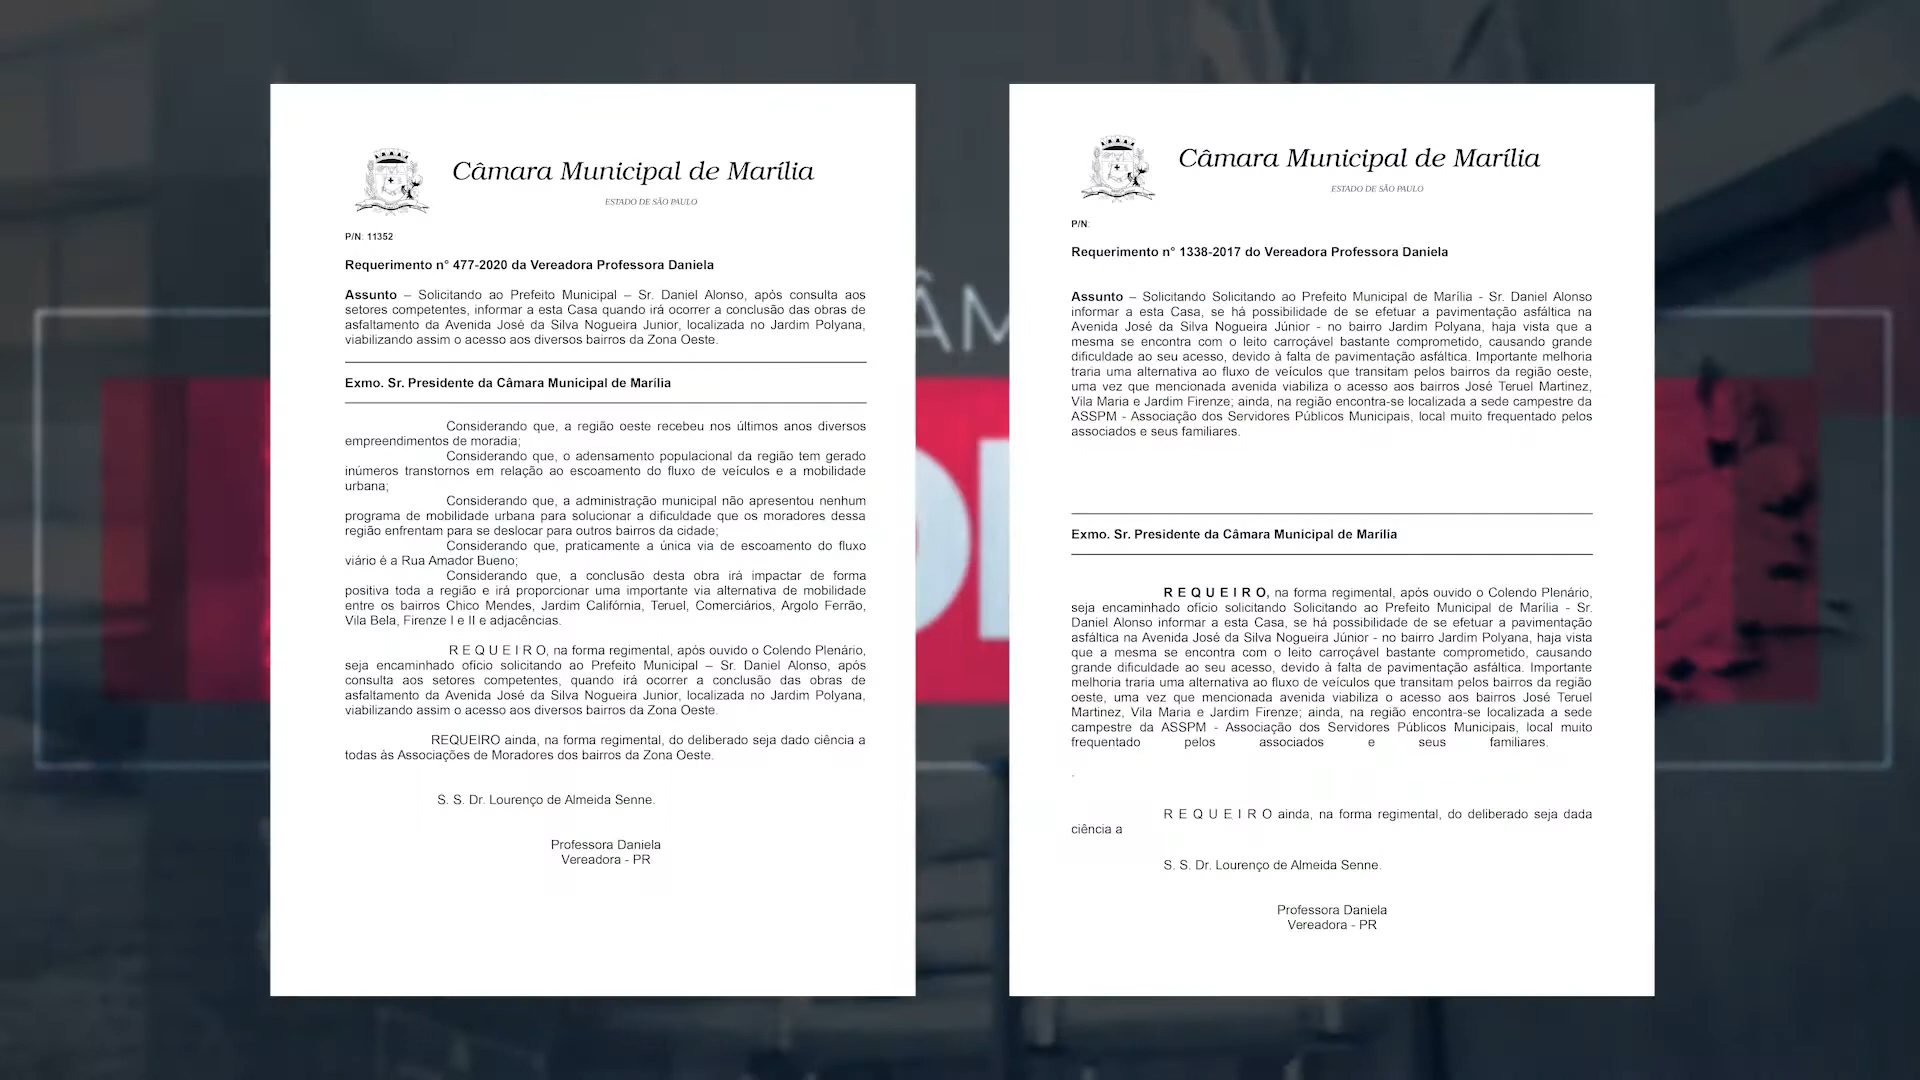 Câmara Municipal de Marília
ESTADO DE SÃO PAULO
P/N: 11352
Requerimento n° 477-2020 da Vereadora Professora Daniela
Assunto – Solicitando ao Prefeito Municipal – Sr. Daniel Alonso, após consulta aos
setores competentes, informar a esta Casa quando irá ocorrer a conclusão das obras de
asfaltamento da Avenida José da Silva Nogueira Junior, localizada no Jardim Polyana,
viabilizando assim o acesso aos diversos bairros da Zona Oeste.
Exmo. Sr. Presidente da Câmara Municipal de Marília
Considerando que, a região oeste recebeu nos últimos anos diversos
empreendimentos de moradia;
Considerando que, o adensamento populacional da região tem gerado
inúmeros transtornos em relação ao escoamento do fluxo de veículos e a mobilidade
urbana;
Considerando que, a administração municipal não apresentou nenhum
programa de mobilidade urbana para solucionar a dificuldade que os moradores dessa
região enfrentam para se deslocar para outros bairros da cidade;
Considerando que, praticamente a única via de escoamento do fluxo
viário é a Rua Amador Bueno;
Considerando que, a conclusão desta obra irá impactar de forma
positiva toda a região e irá proporcionar uma importante via alternativa de mobilidade
entre os bairros Chico Mendes, Jardim Califórnia, Teruel, Comerciários, Argolo Ferrão,
Vila Bela, Firenze I e II e adjacências.
R E Q U E I R O, na forma regimental, após ouvido o Colendo Plenário,
seja encaminhado ofício solicitando ao Prefeito Municipal – Sr. Daniel Alonso, após
consulta aos setores competentes, quando irá ocorrer a conclusão das obras de
asfaltamento da Avenida José da Silva Nogueira Junior, localizada no Jardim Polyana,
viabilizando assim o acesso aos diversos bairros da Zona Oeste.
REQUEIRO ainda, na forma regimental, do deliberado seja dado ciência a
todas às Associações de Moradores dos bairros da Zona Oeste.
S. S. Dr. Lourenço de Almeida Senne.
Professora Daniela
Vereadora - PR
Câmara Municipal de Marília
ESTADO DE SÃO PAULO
P/N:
Requerimento n° 1338-2017 do Vereadora Professora Daniela
Assunto – Solicitando Solicitando ao Prefeito Municipal de Marília - Sr. Daniel Alonso
informar a esta Casa, se há possibilidade de se efetuar a pavimentação asfáltica na
Avenida José da Silva Nogueira Júnior - no bairro Jardim Polyana, haja vista que a
mesma se encontra com o leito carroçável bastante comprometido, causando grande
dificuldade ao seu acesso, devido à falta de pavimentação asfáltica. Importante melhoria
traria uma alternativa ao fluxo de veículos que transitam pelos bairros da região oeste,
uma vez que mencionada avenida viabiliza o acesso aos bairros José Teruel Martinez,
Vila Maria e Jardim Firenze; ainda, na região encontra-se localizada a sede campestre da
ASSPM - Associação dos Servidores Públicos Municipais, local muito frequentado pelos
associados e seus familiares.
Exmo. Sr. Presidente da Câmara Municipal de Marília
R E Q U E I R O, na forma regimental, após ouvido o Colendo Plenário,
seja encaminhado ofício solicitando Solicitando ao Prefeito Municipal de Marília - Sr.
Daniel Alonso informar a esta Casa, se há possibilidade de se efetuar a pavimentação
asfáltica na Avenida José da Silva Nogueira Júnior - no bairro Jardim Polyana, haja vista
que a mesma se encontra com o leito carroçável bastante comprometido, causando
grande dificuldade ao seu acesso, devido à falta de pavimentação asfáltica. Importante
melhoria traria uma alternativa ao fluxo de veículos que transitam pelos bairros da região
oeste, uma vez que mencionada avenida viabiliza o acesso aos bairros José Teruel
Martinez, Vila Maria e Jardim Firenze; ainda, na região encontra-se localizada a sede
campestre da ASSPM - Associação dos Servidores Públicos Municipais, local muito
frequentado pelos associados e seus familiares.
.
R E Q U E I R O ainda, na forma regimental, do deliberado seja dada
ciência a
S. S. Dr. Lourenço de Almeida Senne.
Professora Daniela
Vereadora - PR